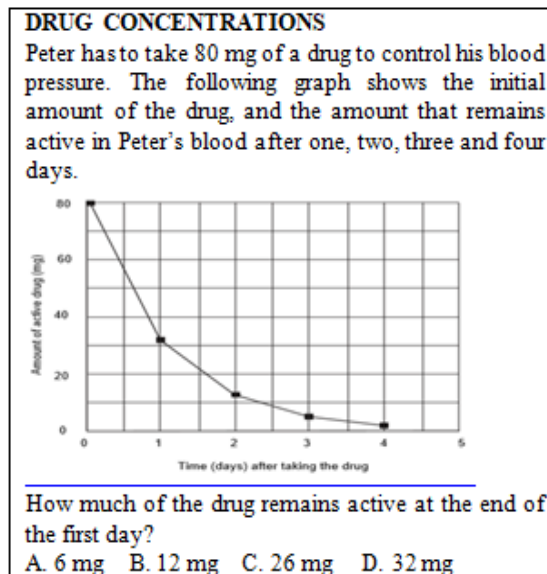 DRUG CONCENTRATIONS
Peter has to take 80 mg of a drug to control his blood
pressure. The following graph shows the initial
amount of the drug, and the amount that remains
active in Peter's blood after one, two, three and four
days.
80
60
40
20
0
Amount of active drug (mg)
0 1 2 3 4 5
Time (days) after taking the drug
How much of the drug remains active at the end of
the first day?
A. 6 mg B. 12 mg C. 26 mg D. 32 mg